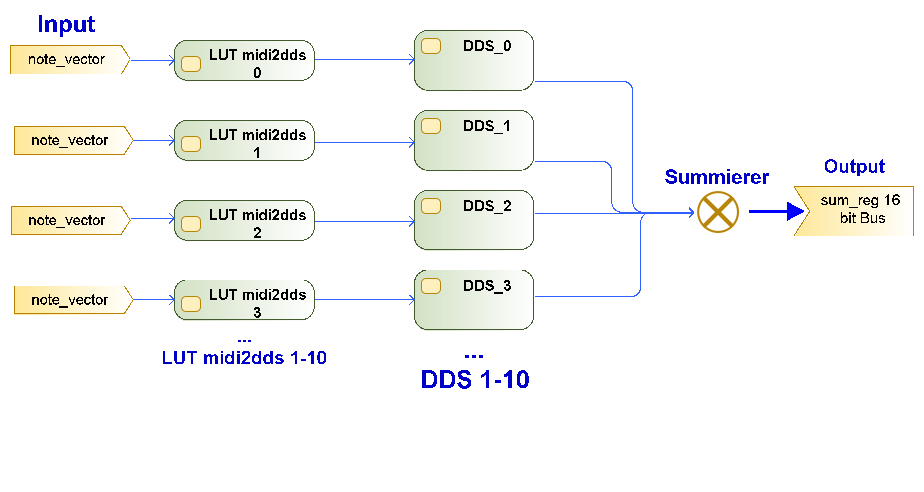 Input
note_vector
LUT midi2dds
0
DDS_0
note_vector
LUT midi2dds
1
DDS_1
note_vector
LUT midi2dds
2
DDS_2
note_vector
LUT midi2dds
3
DDS_3
...
LUT midi2dds 1-10
...
DDS 1-10
Summierer
Output
sum_reg 16
bit Bus